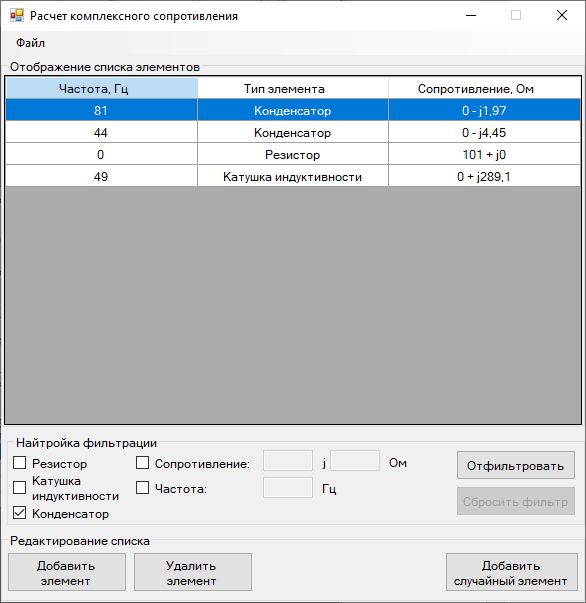 Расчет комплексного сопротивления
Файл
Отображение списка элементов
Частота, Гц Тип элемента Сопротивление, Ом
81 Конденсатор 0 - j1,97
44 Конденсатор 0 - j4,45
0 Резистор 101 + j0
49 Катушка индуктивности 0 + j289,1
Найтройка фильтрации
Резистор Сопротивление: j Ом
Отфильтровать
Катушка
индуктивности
Частота: Гц
Сбросить фильтр
Конденсатор
Редактирование списка
Добавить
элемент
Удалить
элемент
Добавить
случайный элемент